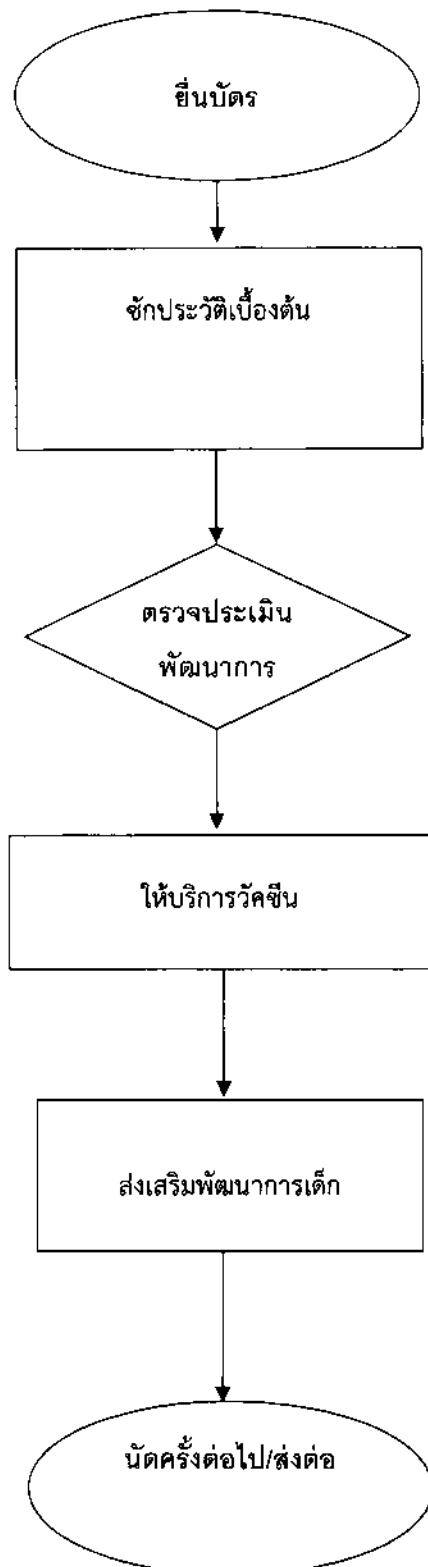 ยื่นบัตร
ซักประวัติเบื้องต้น
ตรวจประเมิน
พัฒนาการ
ให้บริการวัคซีน
ส่งเสริมพัฒนาการเด็ก
นัดครั้งต่อไป/ส่งต่อ